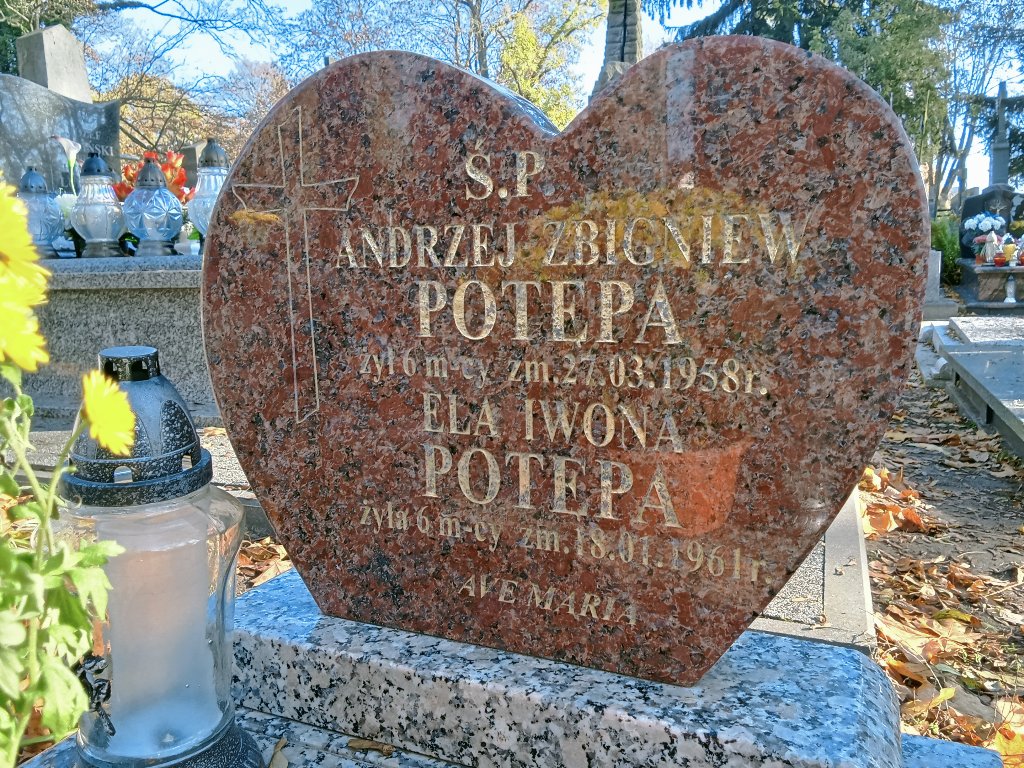 Ś.P
ANDRZEJ ZBIGNIEW
POTEPA
żył 6 m-cy zm.27.03.1958r.
ELA IWONA
POTEPA
żyła 6 m-cy zm.18.01.1961r.
AVE MARIA